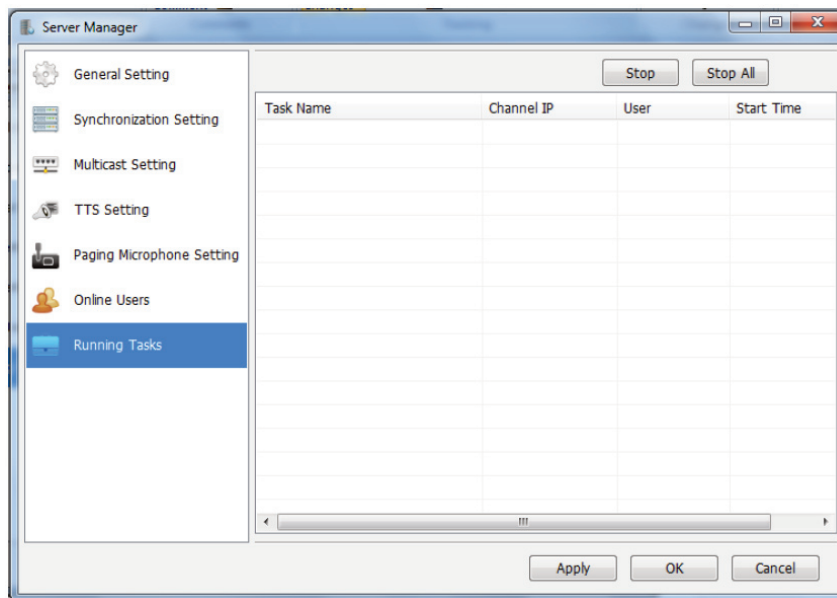 Server Manager
General Setting
Synchronization Setting
Multicast Setting
TTS Setting
Paging Microphone Setting
Online Users
Running Tasks
Stop Stop All
Task Name Channel IP User Start Time
Apply OK Cancel